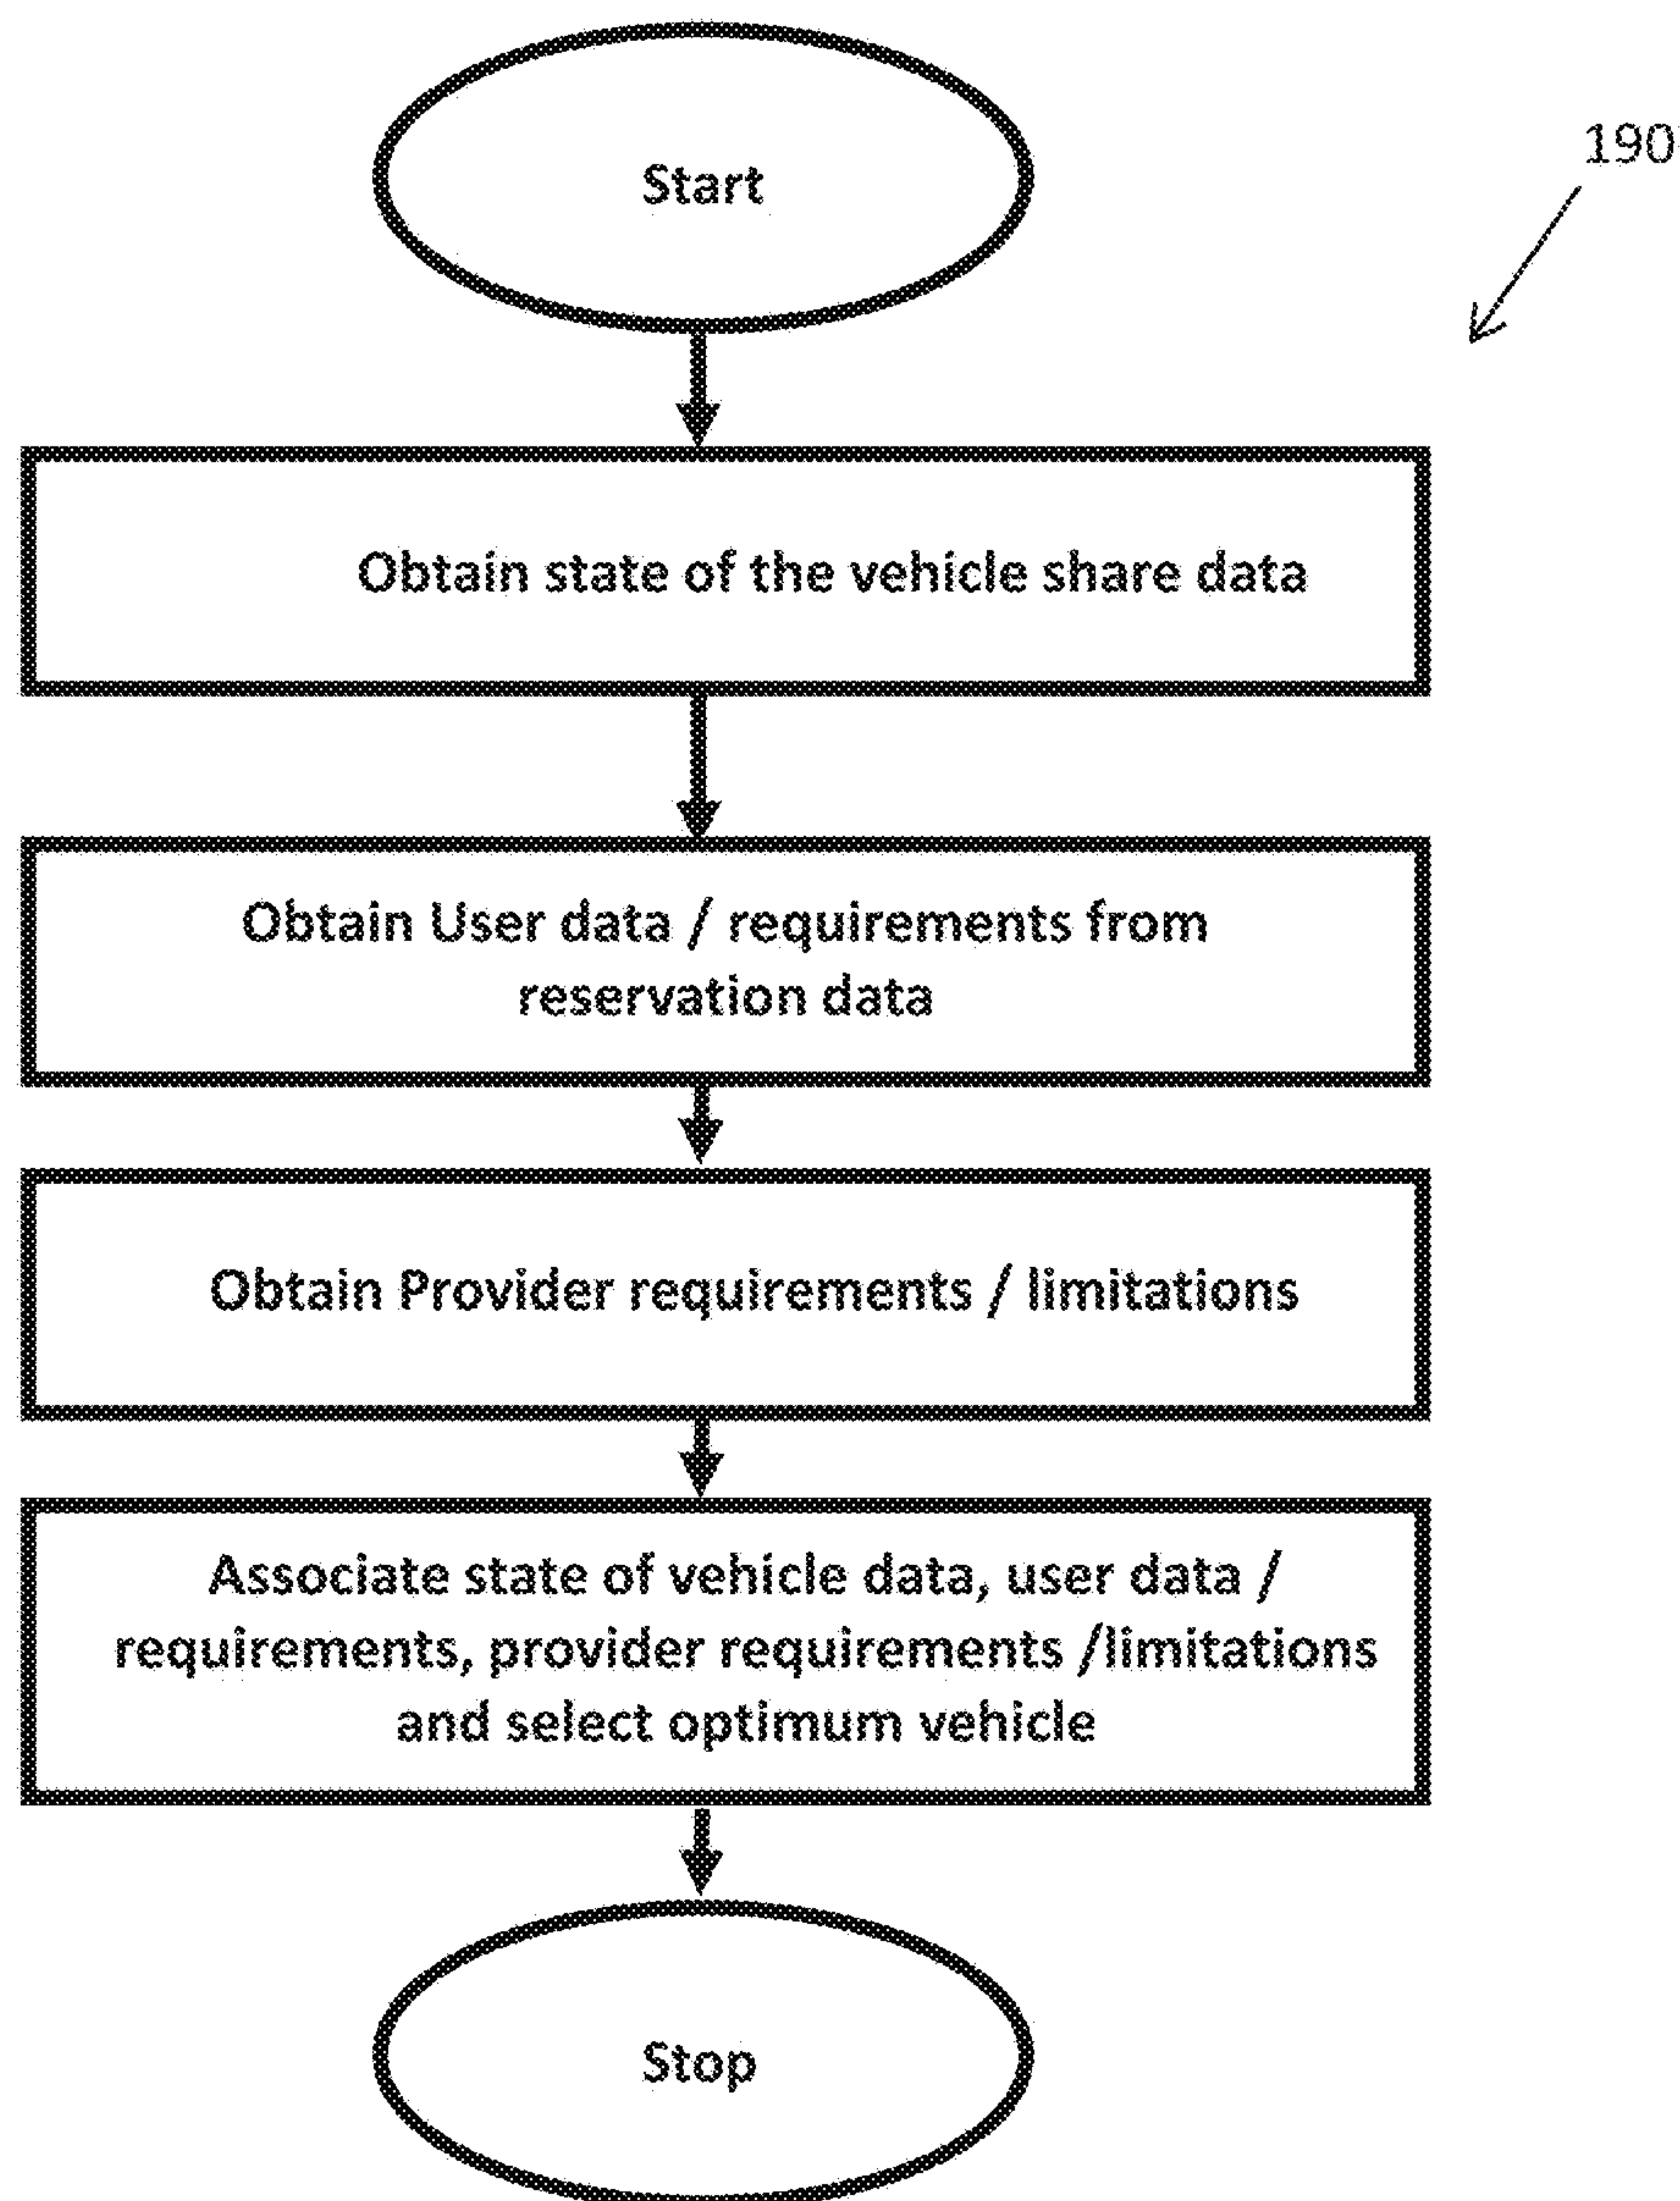 Start
190
Obtain state of the vehicle share data
Obtain User data / requirements from
reservation data
Obtain Provider requirements / limitations
Associate state of vehicle data, user data /
requirements, provider requirements /limitations
and select optimum vehicle
Stop